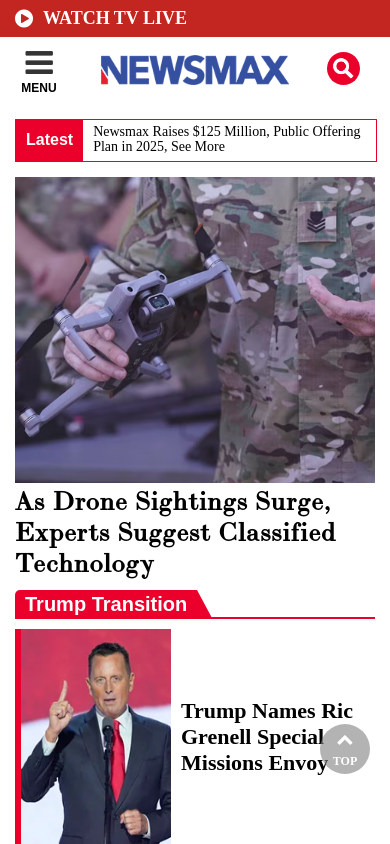 WATCH TV LIVE
MENU
NEWSMAX
Latest
Newsmax Raises $125 Million, Public Offering
Plan in 2025, See More
As Drone Sightings Surge,
Experts Suggest Classified
Technology
Trump Transition
Trump Names Ric
Grenell Special
Missions Envoy
TOP